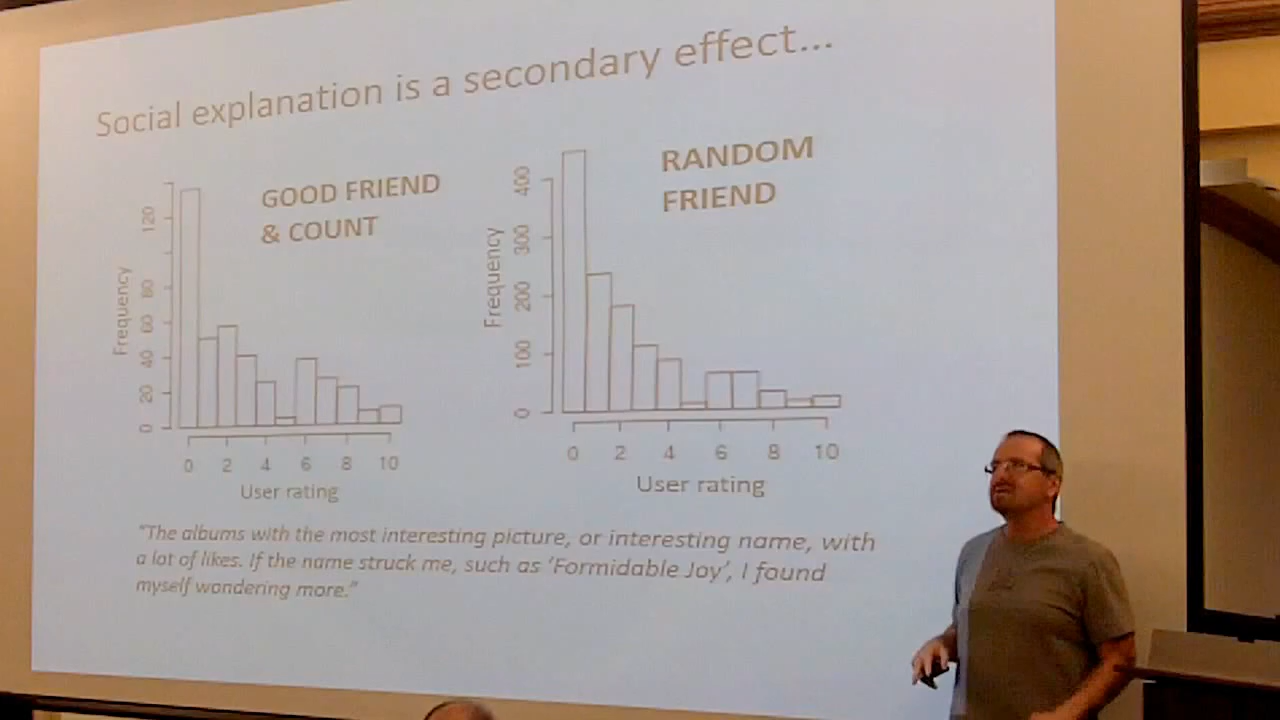 Social explanation is a secondary effect...
GOOD FRIEND
& COUNT
Frequency
0 20 40 60 80 120
0 2 4 6 8 10
User rating
RANDOM
FRIEND
Frequency
0 100 200 300 400
0 2 4 6 8 10
User rating
"The albums with the most interesting picture, or interesting name, with
a lot of likes. If the name struck me, such as 'Formidable Joy', I found
myself wondering more."